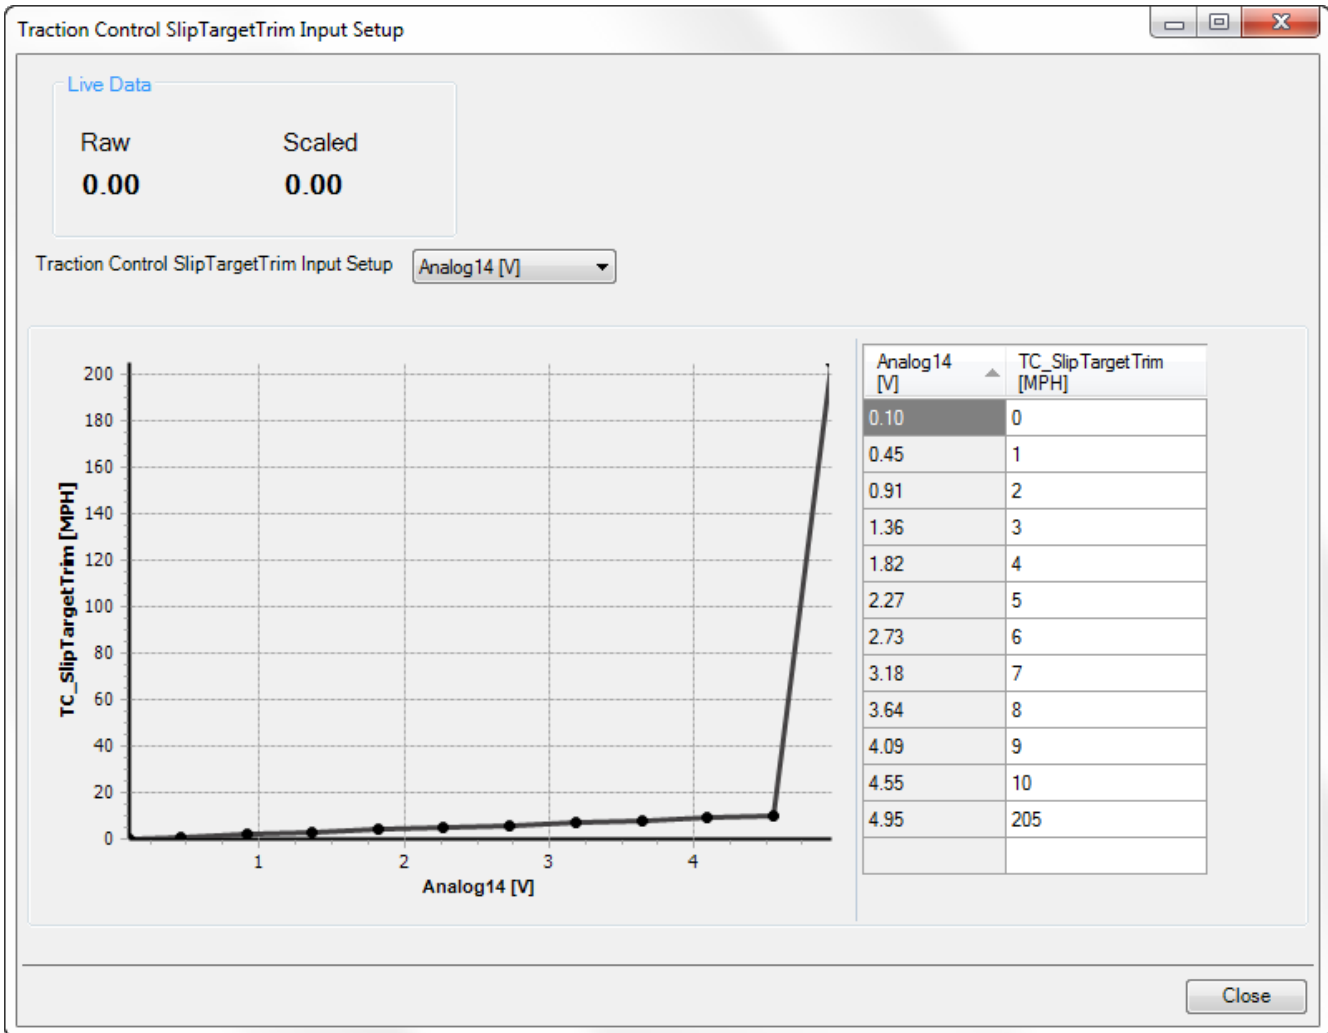 Traction Control SlipTargetTrim Input Setup
Live Data
Raw Scaled
0.00 0.00
Traction Control SlipTargetTrim Input Setup Analog14 [V]
TC_SlipTargetTrim [MPH]
200
180
160
140
120
100
80
60
40
20
0
1 2 3 4
Analog14 [V]
Analog14 TC_SlipTargetTrim
[V] [MPH]
0.10 0
0.45 1
0.91 2
1.36 3
1.82 4
2.27 5
2.73 6
3.18 7
3.64 8
4.09 9
4.55 10
4.95 205
Close